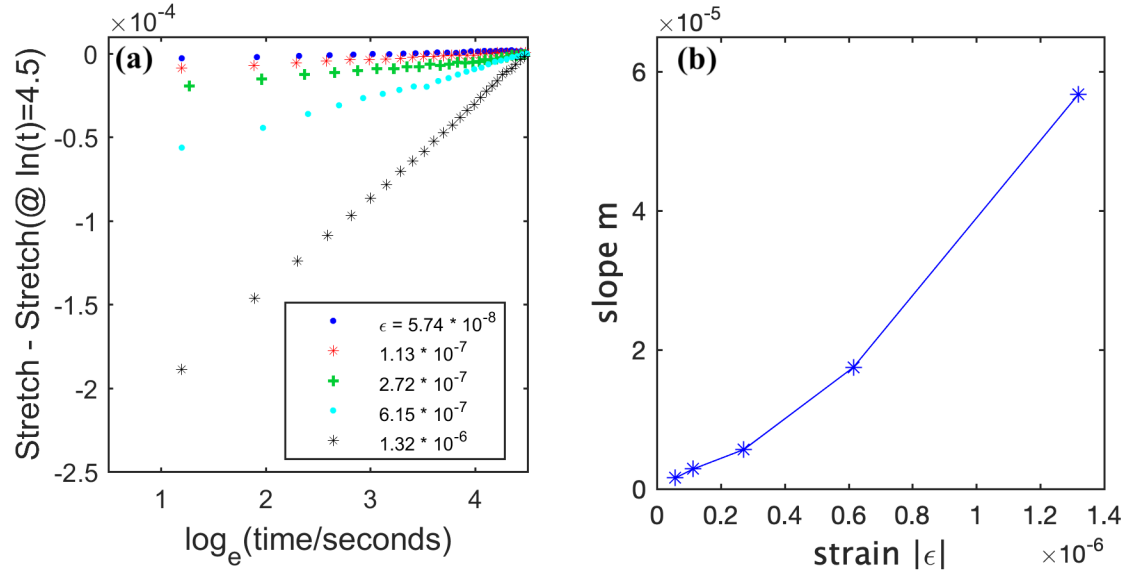 ×10⁻⁴
(a)
Stretch - Stretch(@ ln(t)=4.5)
0
-0.5
-1
-1.5
-2
-2.5
ϵ = 5.74 * 10⁻⁸
1.13 * 10⁻⁷
2.72 * 10⁻⁷
6.15 * 10⁻⁷
1.32 * 10⁻⁶
1 2 3 4
logₑ(time/seconds)
×10⁻⁵
(b)
slope m
6
4
2
0
0 0.2 0.4 0.6 0.8 1 1.2 1.4
strain |ϵ|
×10⁻⁶